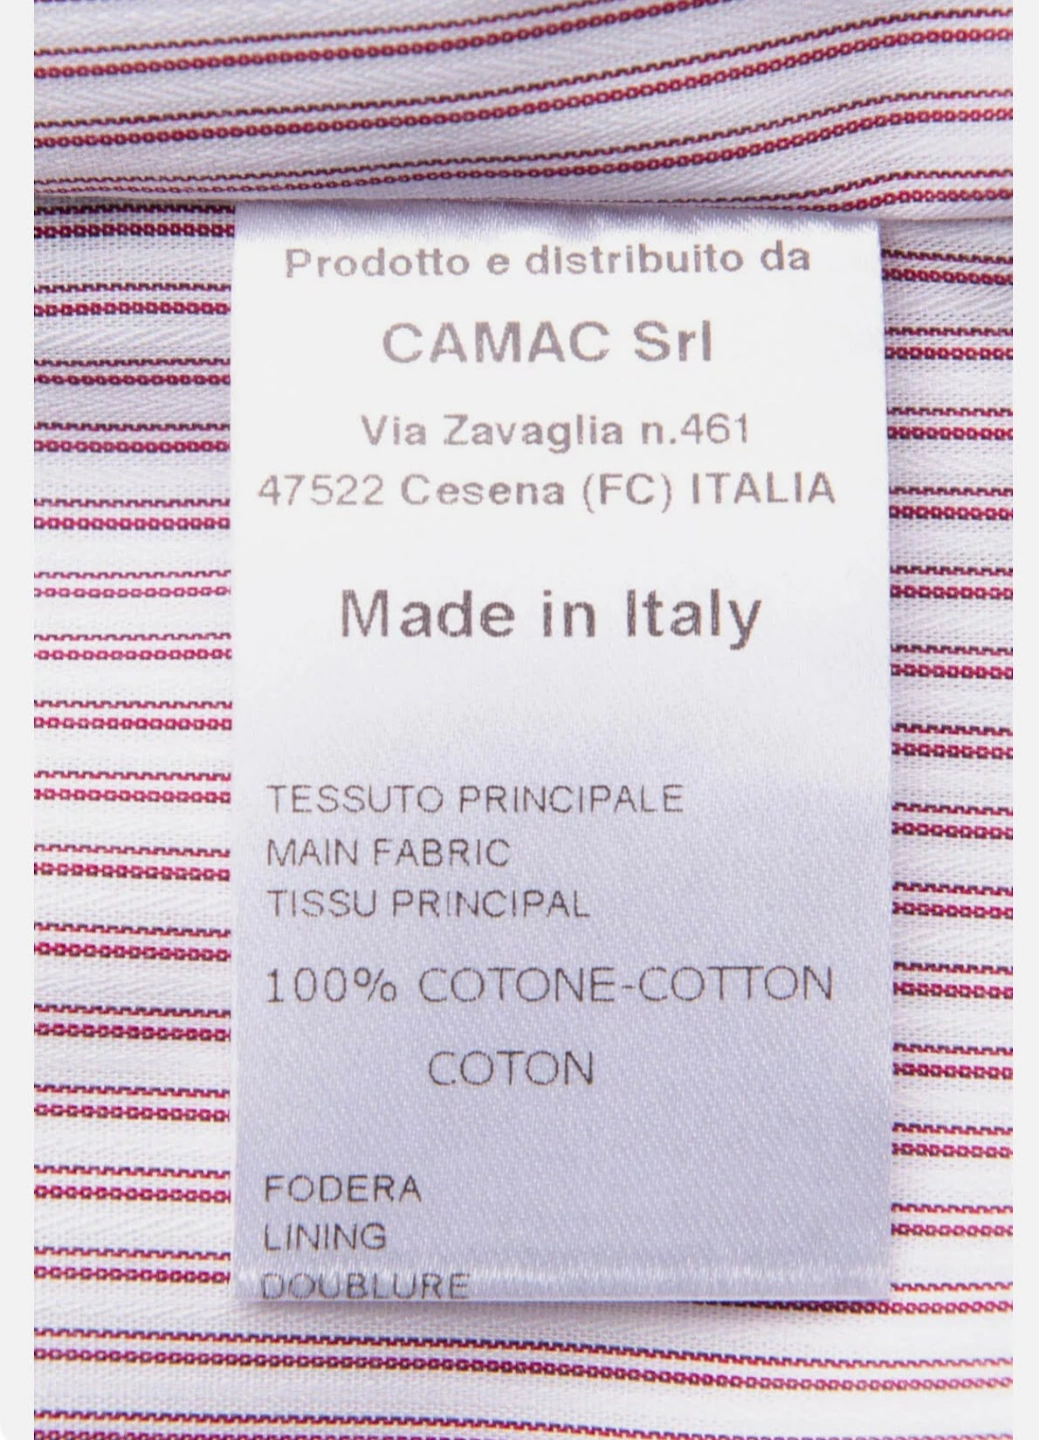 Prodotto e distribuito da
CAMAC Srl
Via Zavaglia n.461
47522 Cesena (FC) ITALIA
Made in Italy
TESSUTO PRINCIPALE
MAIN FABRIC
TISSU PRINCIPAL
100% COTONE-COTTON
COTON
FODERA
LINING
DOUBLURE